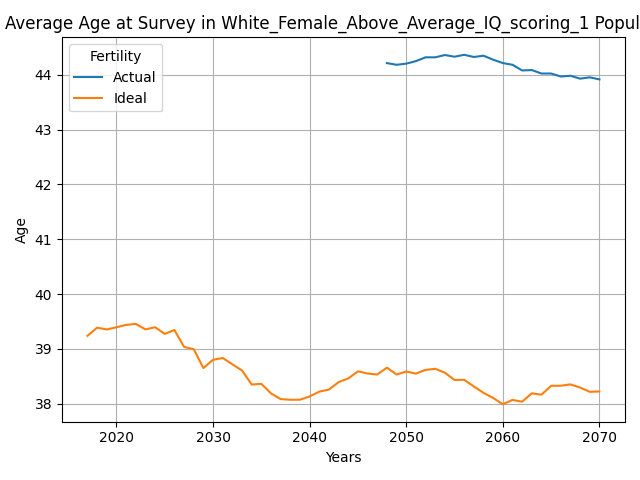 Average Age at Survey in White_Female_Above_Average_IQ_scoring_1 Popul
Fertility
Actual
Ideal
Age
44
43
42
41
40
39
38
2020 2030 2040 2050 2060 2070
Years